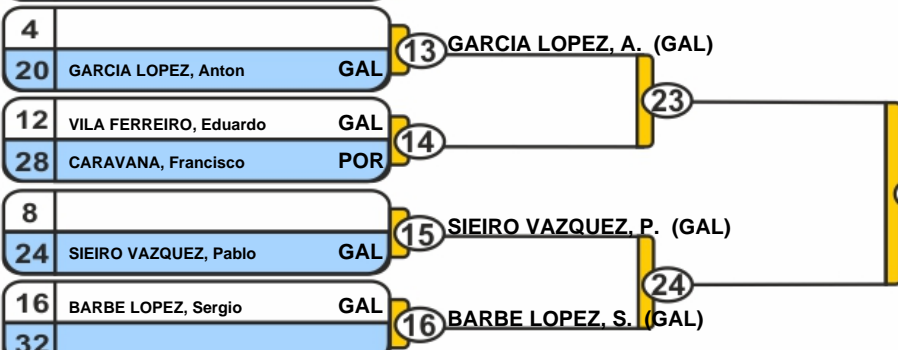 4
13 GARCIA LOPEZ, A. (GAL)
20 GARCIA LOPEZ, Anton GAL
23
12 VILA FERREIRO, Eduardo GAL
14
28 CARAVANA, Francisco POR
8
15 SIEIRO VAZQUEZ, P. (GAL)
24 SIEIRO VAZQUEZ, Pablo GAL
24
16 BARBE LOPEZ, Sergio GAL
16 BARBE LOPEZ, S. (GAL)
32